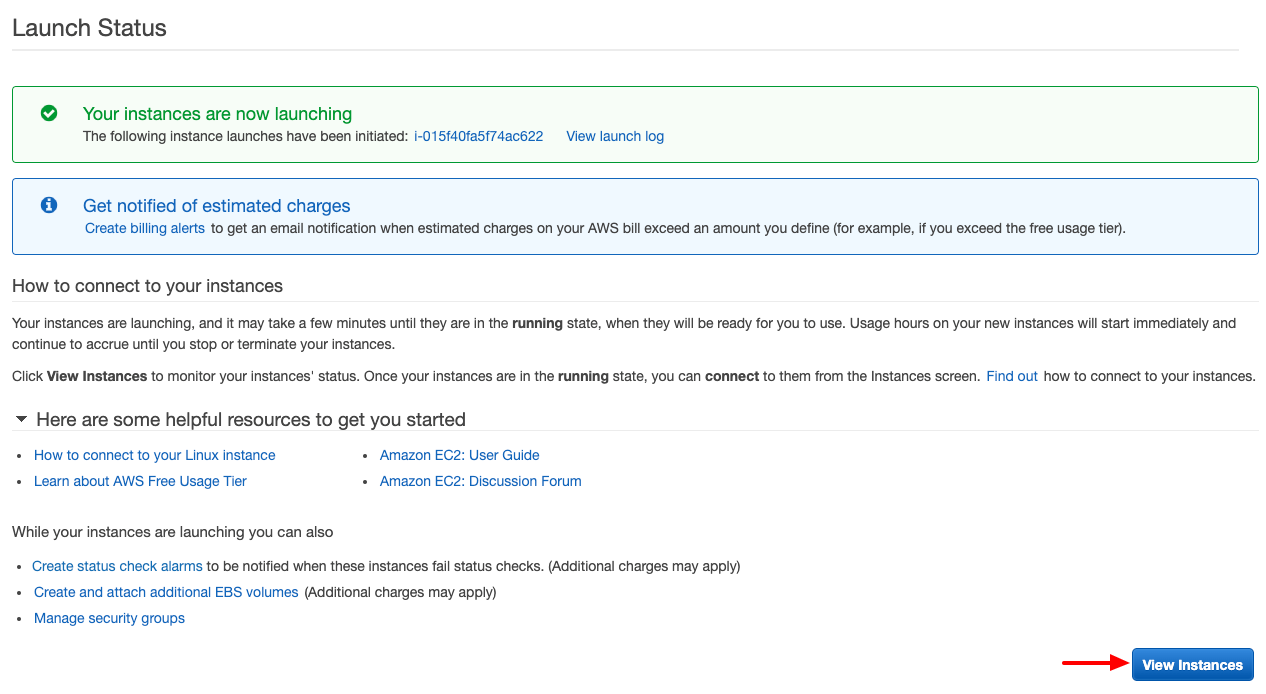 Launch Status
Your instances are now launching
The following instance launches have been initiated: i-015f40fa5f74ac622 View launch log
Get notified of estimated charges
Create billing alerts to get an email notification when estimated charges on your AWS bill exceed an amount you define (for example, if you exceed the free usage tier).
How to connect to your instances
Your instances are launching, and it may take a few minutes until they are in the running state, when they will be ready for you to use. Usage hours on your new instances will start immediately and
continue to accrue until you stop or terminate your instances.
Click View Instances to monitor your instances' status. Once your instances are in the running state, you can connect to them from the Instances screen. Find out how to connect to your instances.
Here are some helpful resources to get you started
How to connect to your Linux instance
Learn about AWS Free Usage Tier
Amazon EC2: User Guide
Amazon EC2: Discussion Forum
While your instances are launching you can also
Create status check alarms to be notified when these instances fail status checks. (Additional charges may apply)
Create and attach additional EBS volumes (Additional charges may apply)
Manage security groups
View Instances